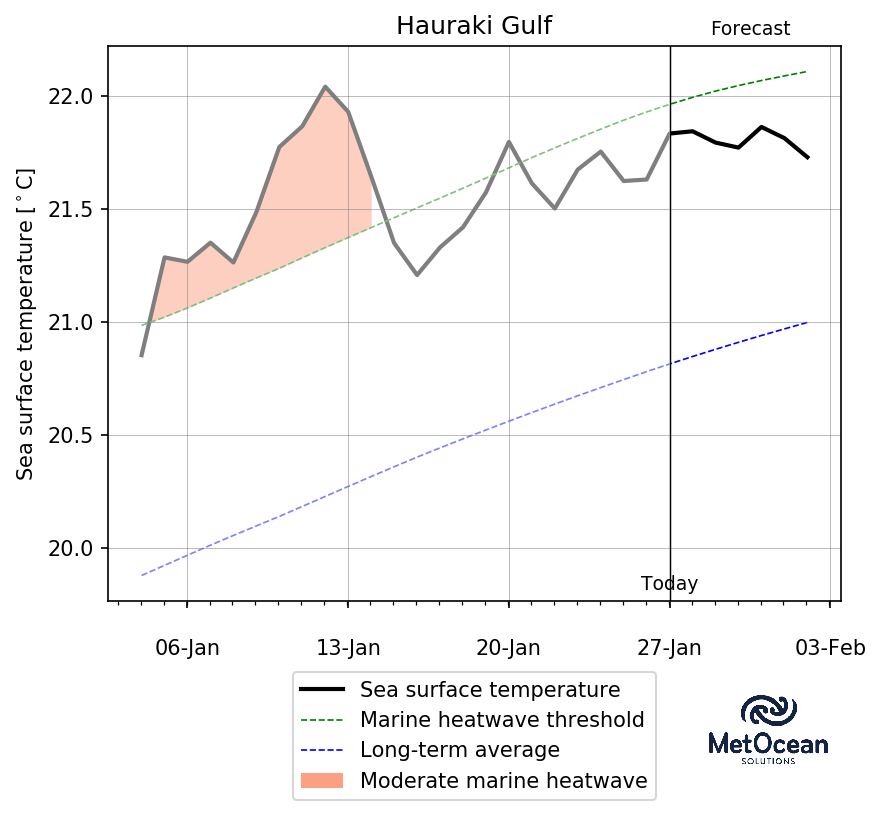 Hauraki Gulf
Forecast
22.0
21.5
21.0
20.5
20.0
Sea surface temperature [°C]
Today
06-Jan 13-Jan 20-Jan 27-Jan 03-Feb
Sea surface temperature
Marine heatwave threshold
Long-term average
Moderate marine heatwave
MetOcean
SOLUTIONS